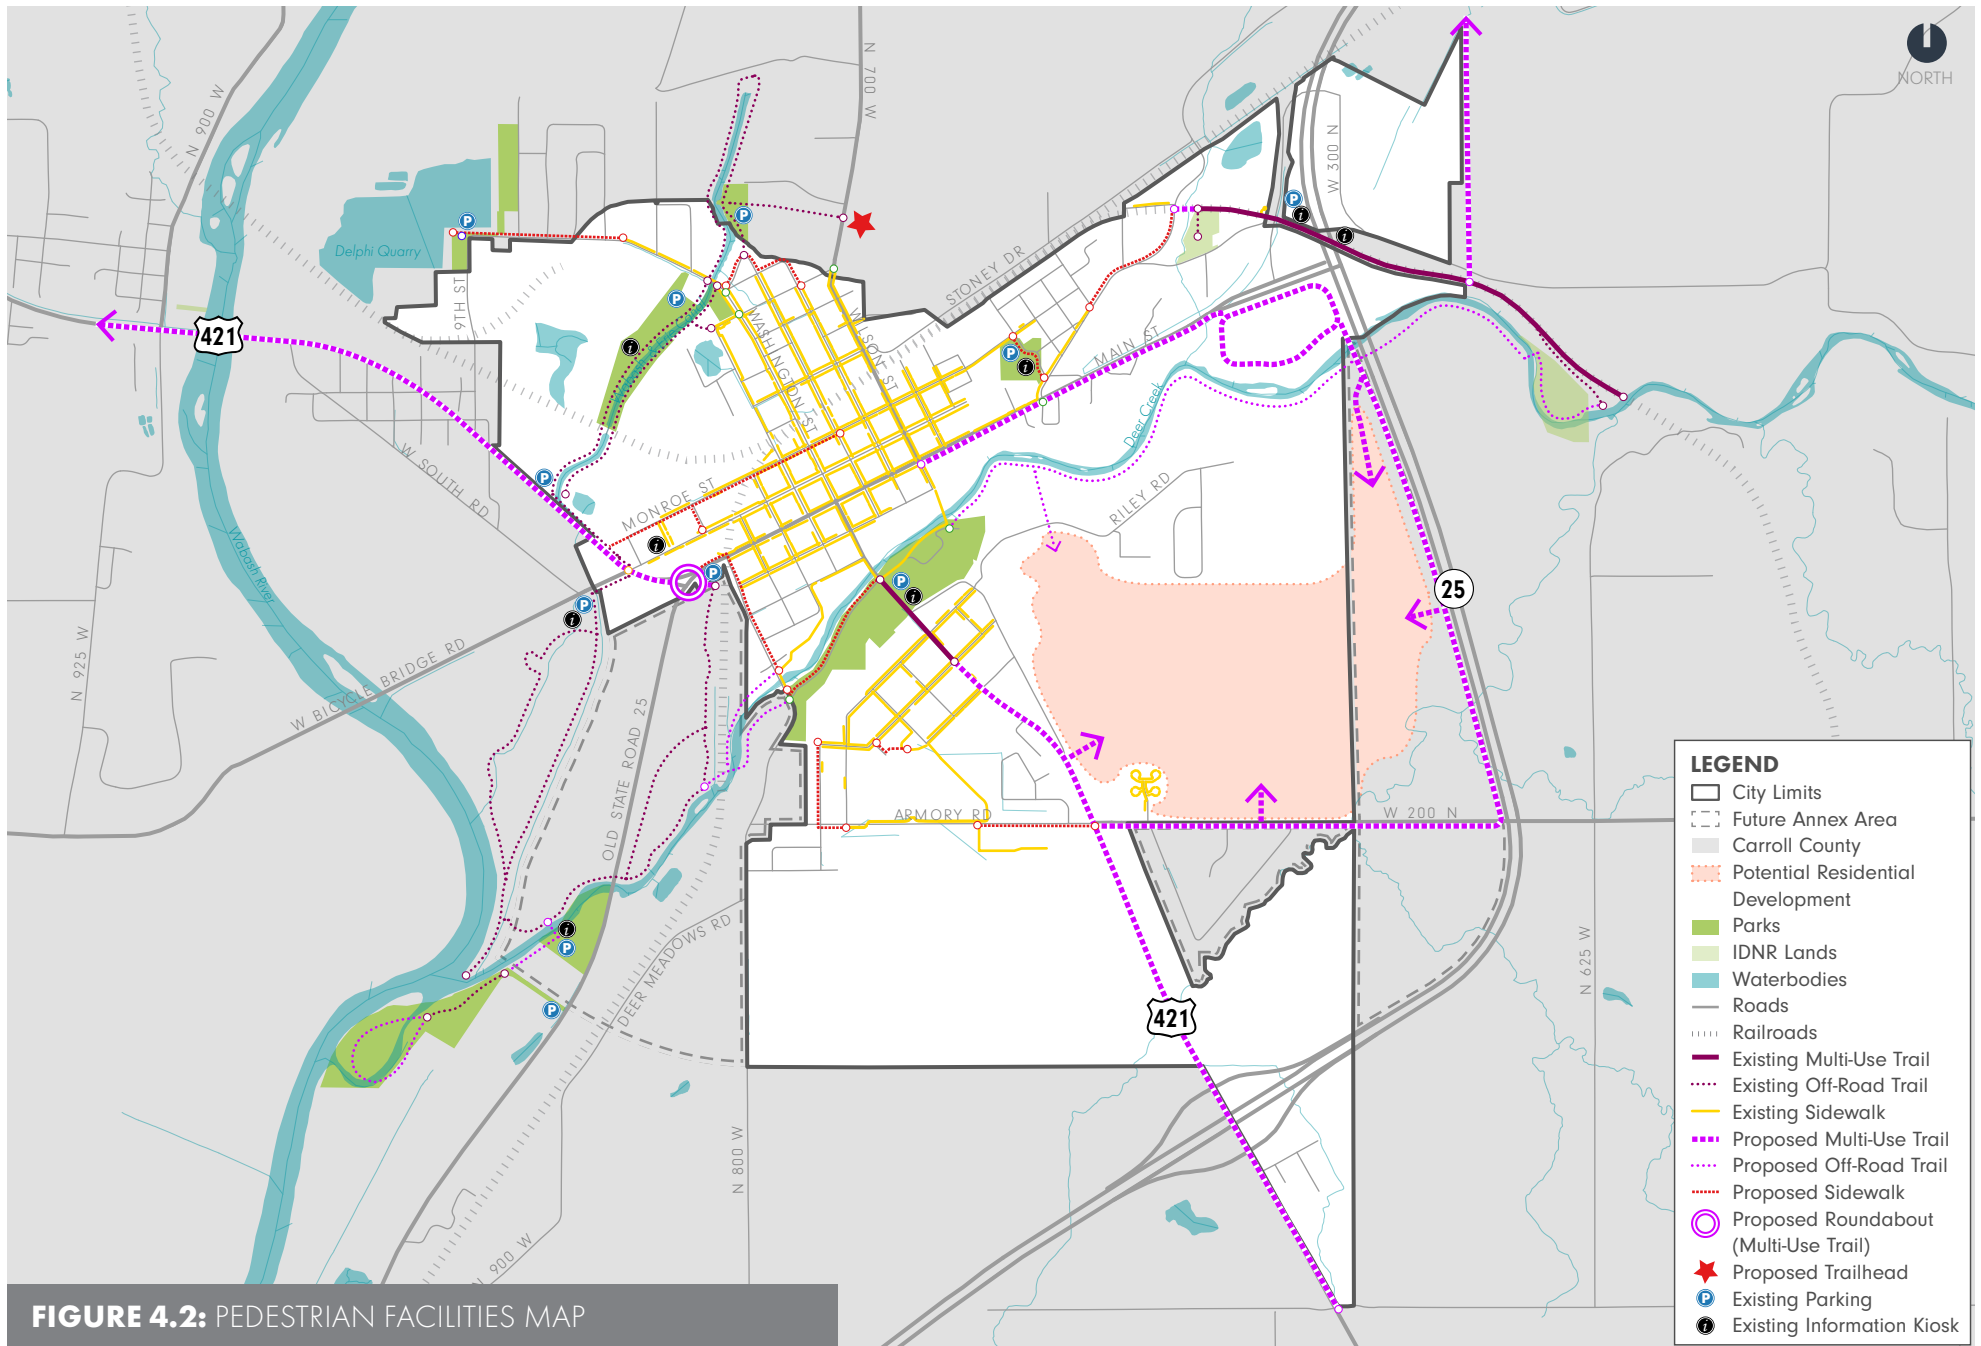 NORTH
N 900 W
N 700 W
W 300 N
Delphi Quarry
9TH ST
STONEY DR
421
WASHINGTON ST
WILSON ST
MAIN ST
Deer Creek
W SOUTH RD
MONROE ST
RILEY RD
Wabash River
25
N 925 W
W BICYCLE BRIDGE RD
OLD STATE ROAD 25
ARMORY RD
W 200 N
DEER MEADOWS RD
N 625 W
421
N 800 W
N 900 W
LEGEND
City Limits
Future Annex Area
Carroll County
Potential Residential
Development
Parks
IDNR Lands
Waterbodies
Roads
Railroads
Existing Multi-Use Trail
Existing Off-Road Trail
Existing Sidewalk
Proposed Multi-Use Trail
Proposed Off-Road Trail
Proposed Sidewalk
Proposed Roundabout
(Multi-Use Trail)
Proposed Trailhead
P Existing Parking
i Existing Information Kiosk
FIGURE 4.2: PEDESTRIAN FACILITIES MAP